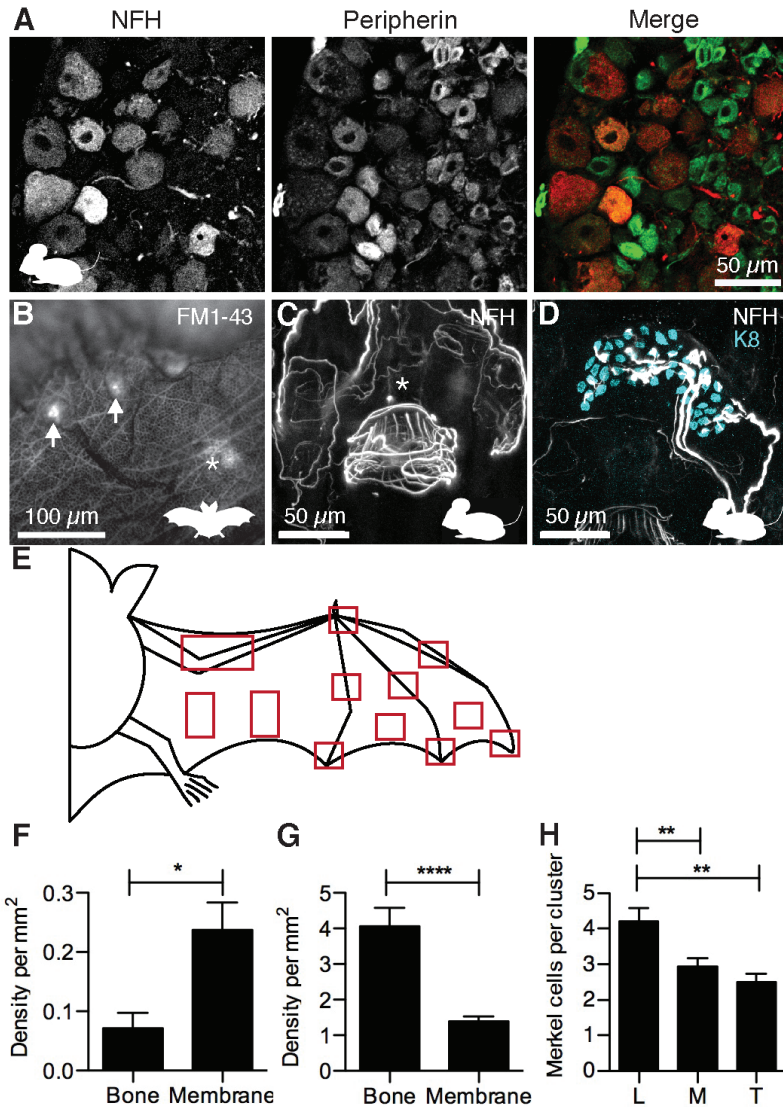 A NFH Peripherin Merge
50 µm
B FM1-43
100 µm
C NFH
*
50 µm
D NFH
K8
*
50 µm
E
F
Density per mm²
0.3
0.2
0.1
0.0
*
Bone Membrane
G
Density per mm²
5
4
3
2
1
0
****
Bone Membrane
H
Merkel cells per cluster
5
4
3
2
1
0
**
**
L M T